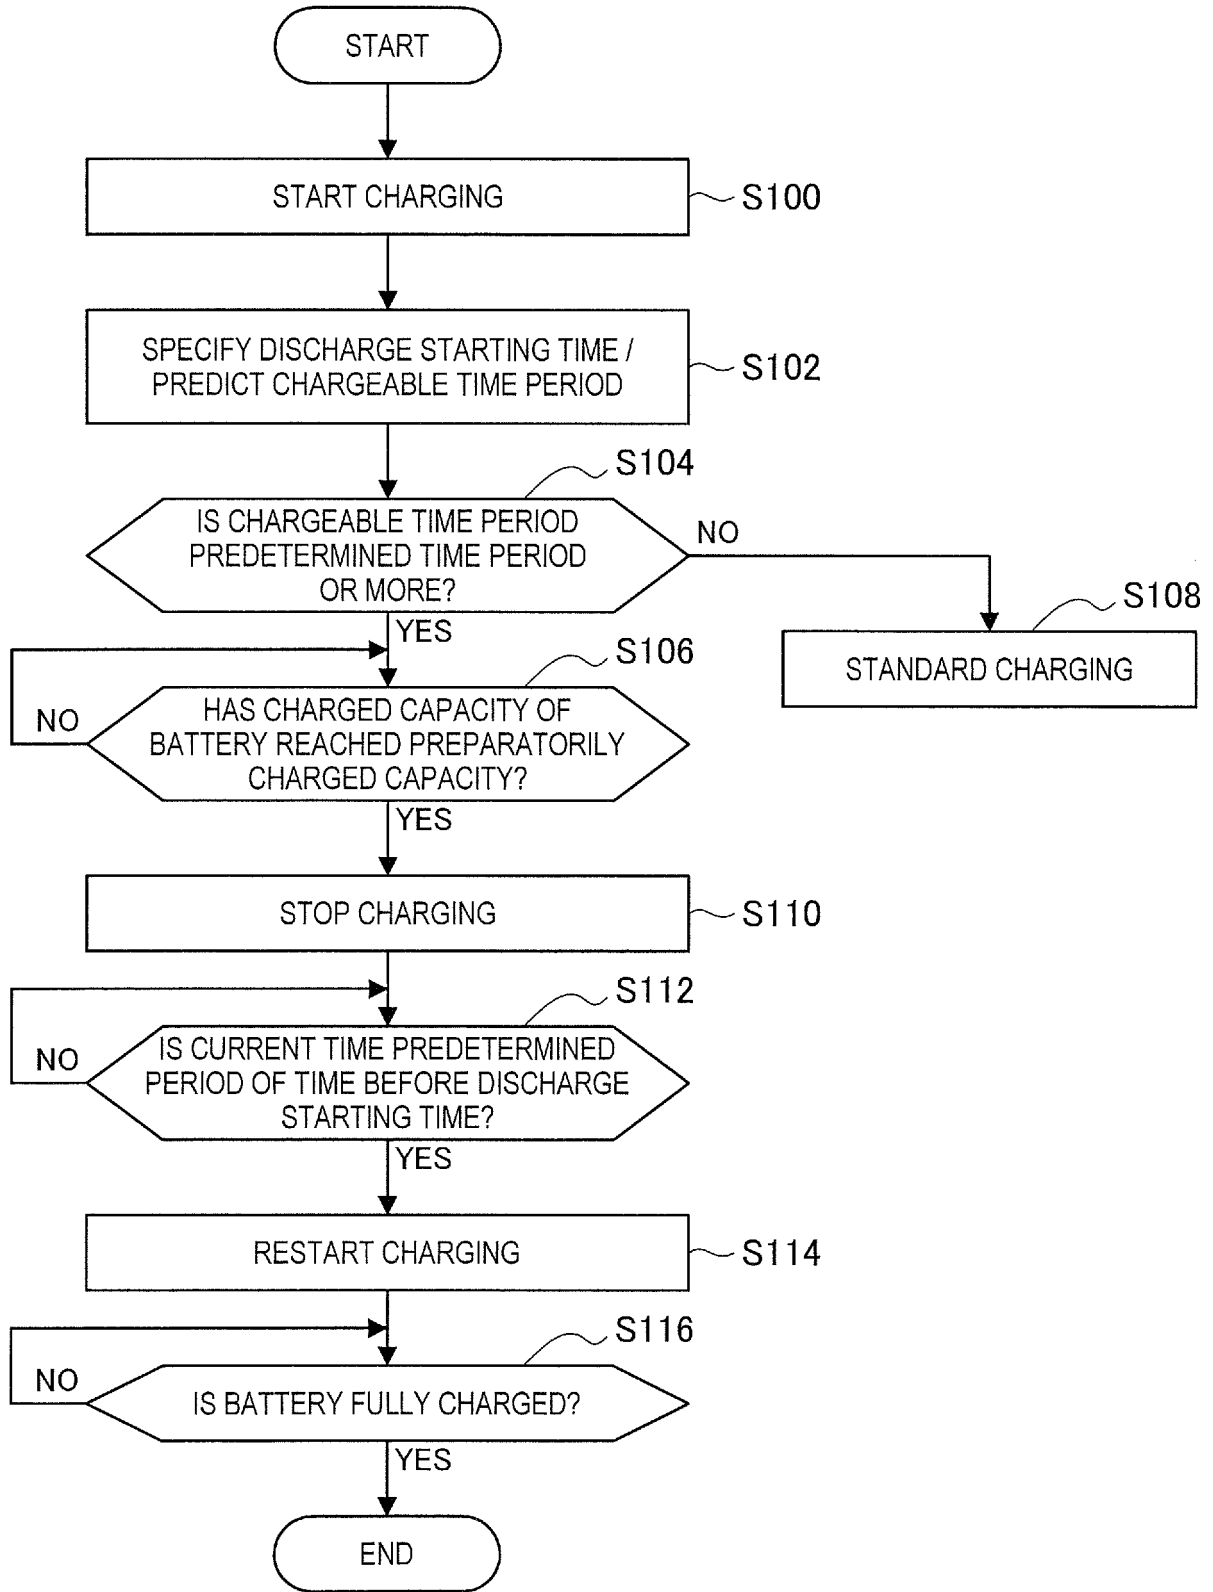 START
START CHARGING
S100
SPECIFY DISCHARGE STARTING TIME /
PREDICT CHARGEABLE TIME PERIOD
S102
S104
IS CHARGEABLE TIME PERIOD
PREDETERMINED TIME PERIOD
OR MORE?
NO
YES
S108
STANDARD CHARGING
S106
HAS CHARGED CAPACITY OF
BATTERY REACHED PREPARATORILY
CHARGED CAPACITY?
NO
YES
STOP CHARGING
S110
S112
IS CURRENT TIME PREDETERMINED
PERIOD OF TIME BEFORE DISCHARGE
STARTING TIME?
NO
YES
RESTART CHARGING
S114
S116
IS BATTERY FULLY CHARGED?
NO
YES
END